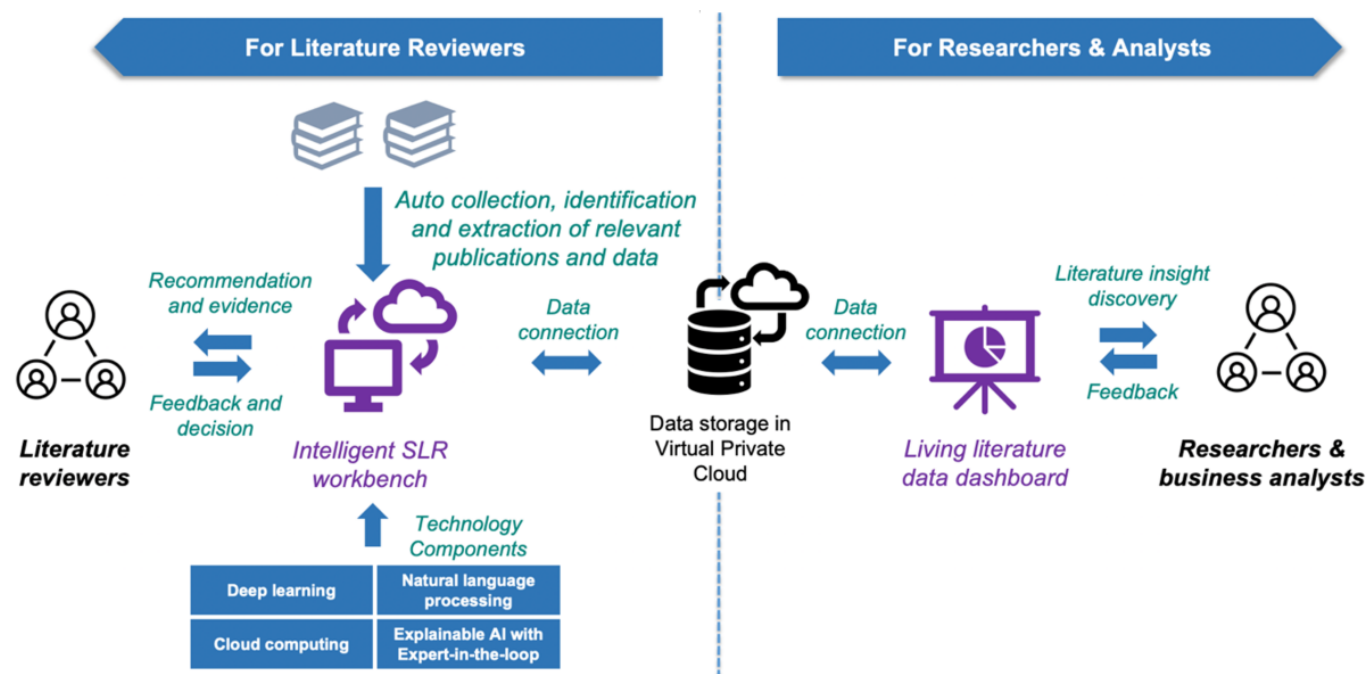 For Literature Reviewers
For Researchers & Analysts
Auto collection, identification
and extraction of relevant
publications and data
Recommendation
and evidence
Feedback and
decision
Literature
reviewers
Intelligent SLR
workbench
Data
connection
Data storage in
Virtual Private
Cloud
Data
connection
Living literature
data dashboard
Literature insight
discovery
Feedback
Researchers &
business analysts
Technology
Components
Deep learning
Natural language
processing
Cloud computing
Explainable AI with
Expert-in-the-loop